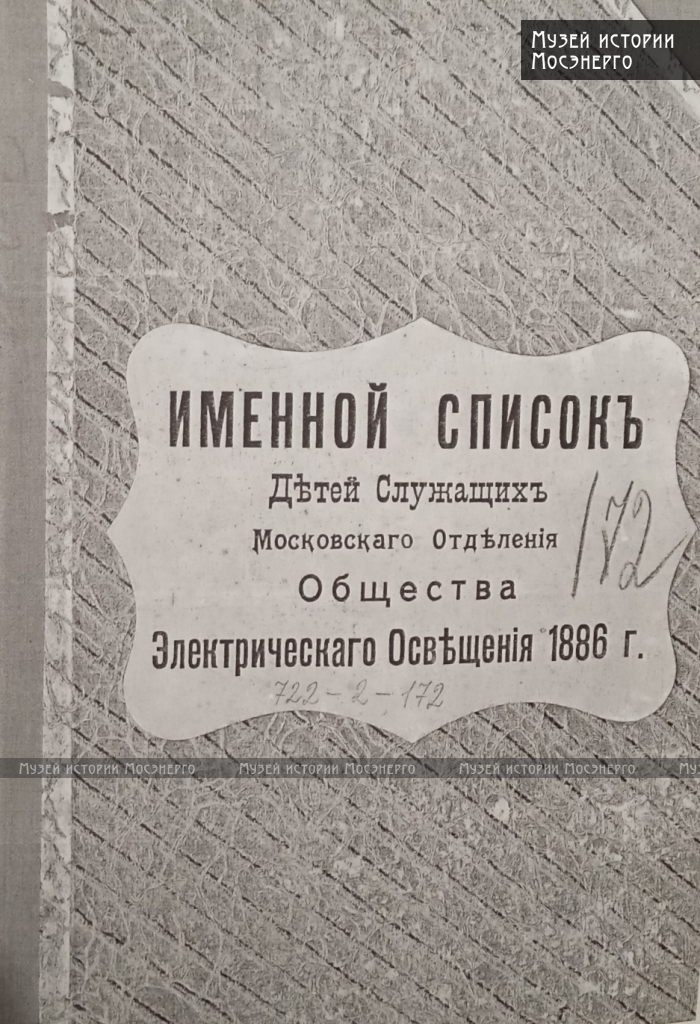 Музей истории
Мосэнерго
ИМЕННОЙ СПИСОКЪ
Дѣтей Служащихъ
Московскаго Отдѣленія
Общества
Электрическаго Освѣщенія 1886 г.
172
722-2-172
Музей истории Мосэнерго Музей истории Мосэнерго Музей истории Мосэнерго Му